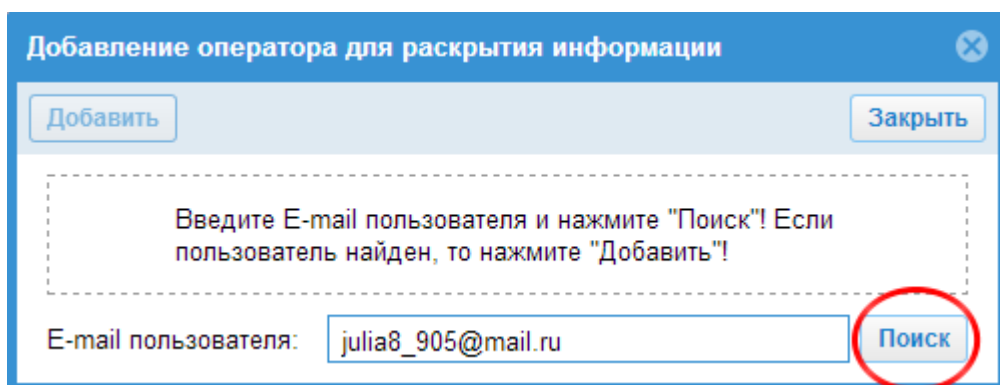 Добавление оператора для раскрытия информации
Добавить
Закрыть
Введите E-mail пользователя и нажмите "Поиск"! Если
пользователь найден, то нажмите "Добавить"!
E-mail пользователя: julia8_905@mail.ru Поиск